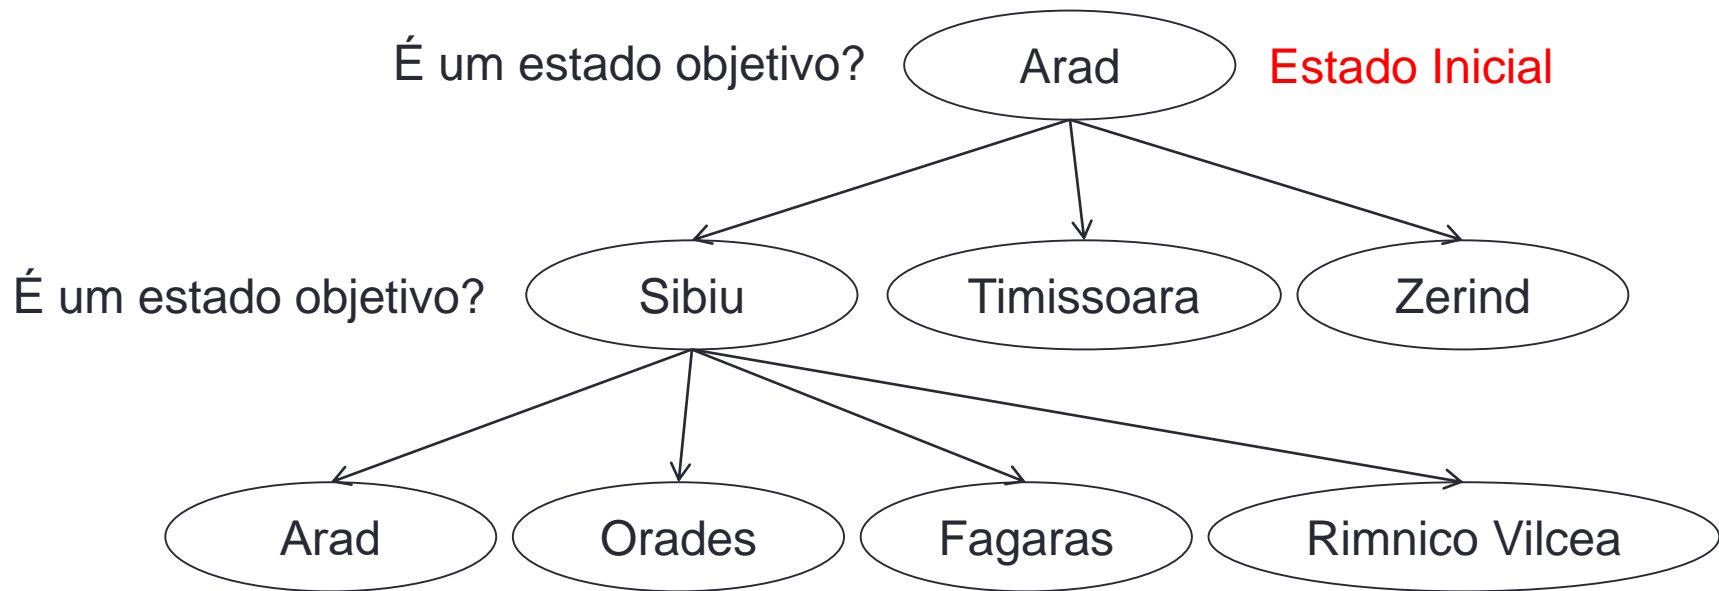 É um estado objetivo? Arad Estado Inicial
É um estado objetivo? Sibiu Timissoara Zerind
Arad Orades Fagaras Rimnico Vilcea